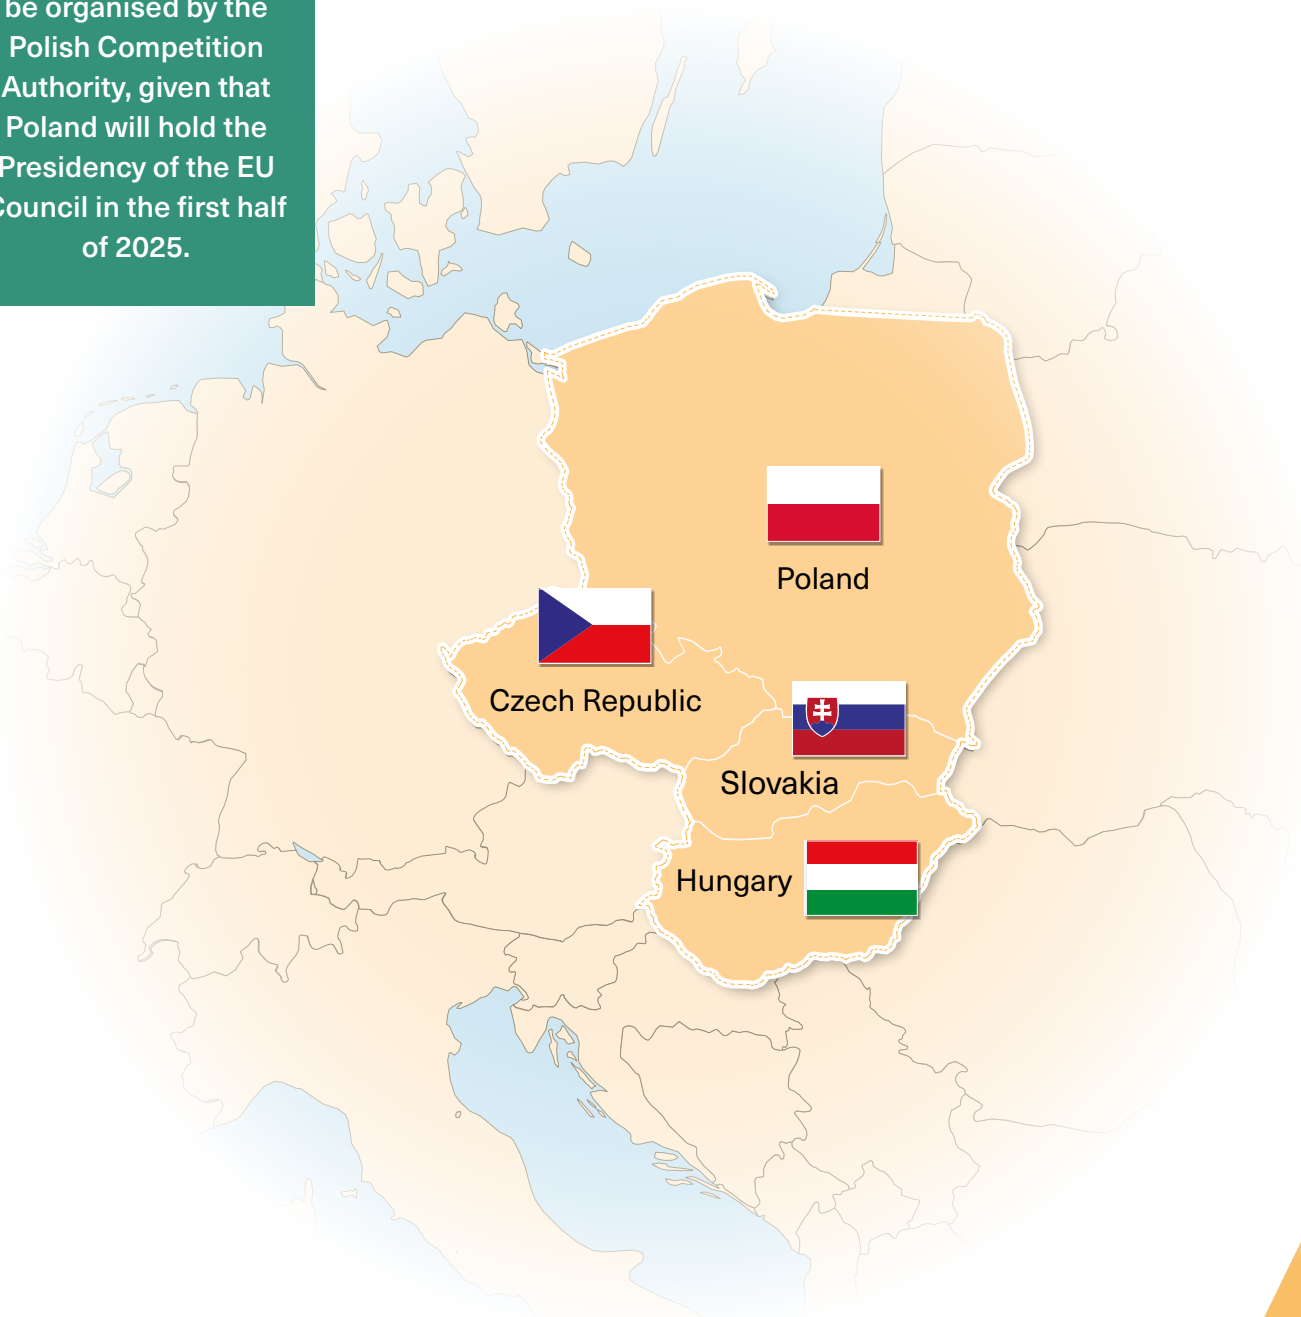 be organised by the
Polish Competition
Authority, given that
Poland will hold the
Presidency of the EU
Council in the first half
of 2025.
Poland
Czech Republic
Slovakia
Hungary